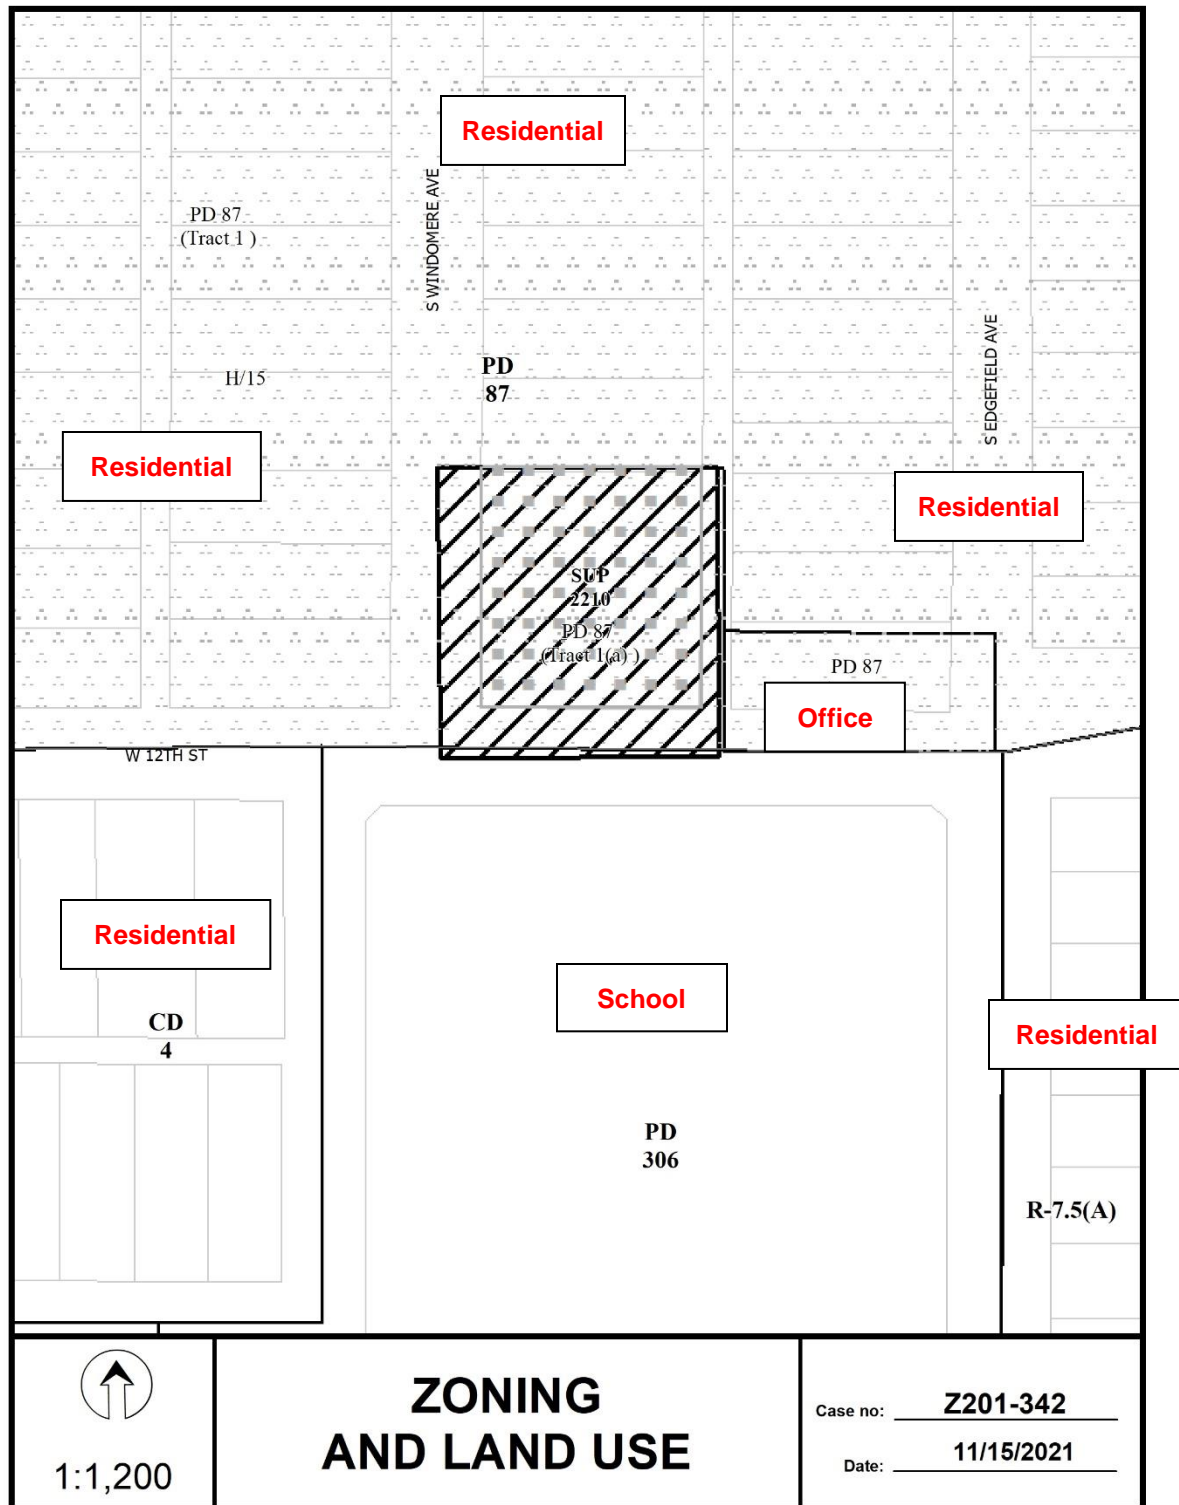 Residential
S WINDOMERE AVE
PD 87
(Tract 1 )
S EDGEFIELD AVE
PD
87
H/15
Residential
Residential
SUP
2210
PD 87
(Tract 1(a) )
PD 87
Office
W 12TH ST
Residential
School
CD
4
Residential
PD
306
R-7.5(A)
1:1,200
ZONING
AND LAND USE
Case no: Z201-342
Date: 11/15/2021